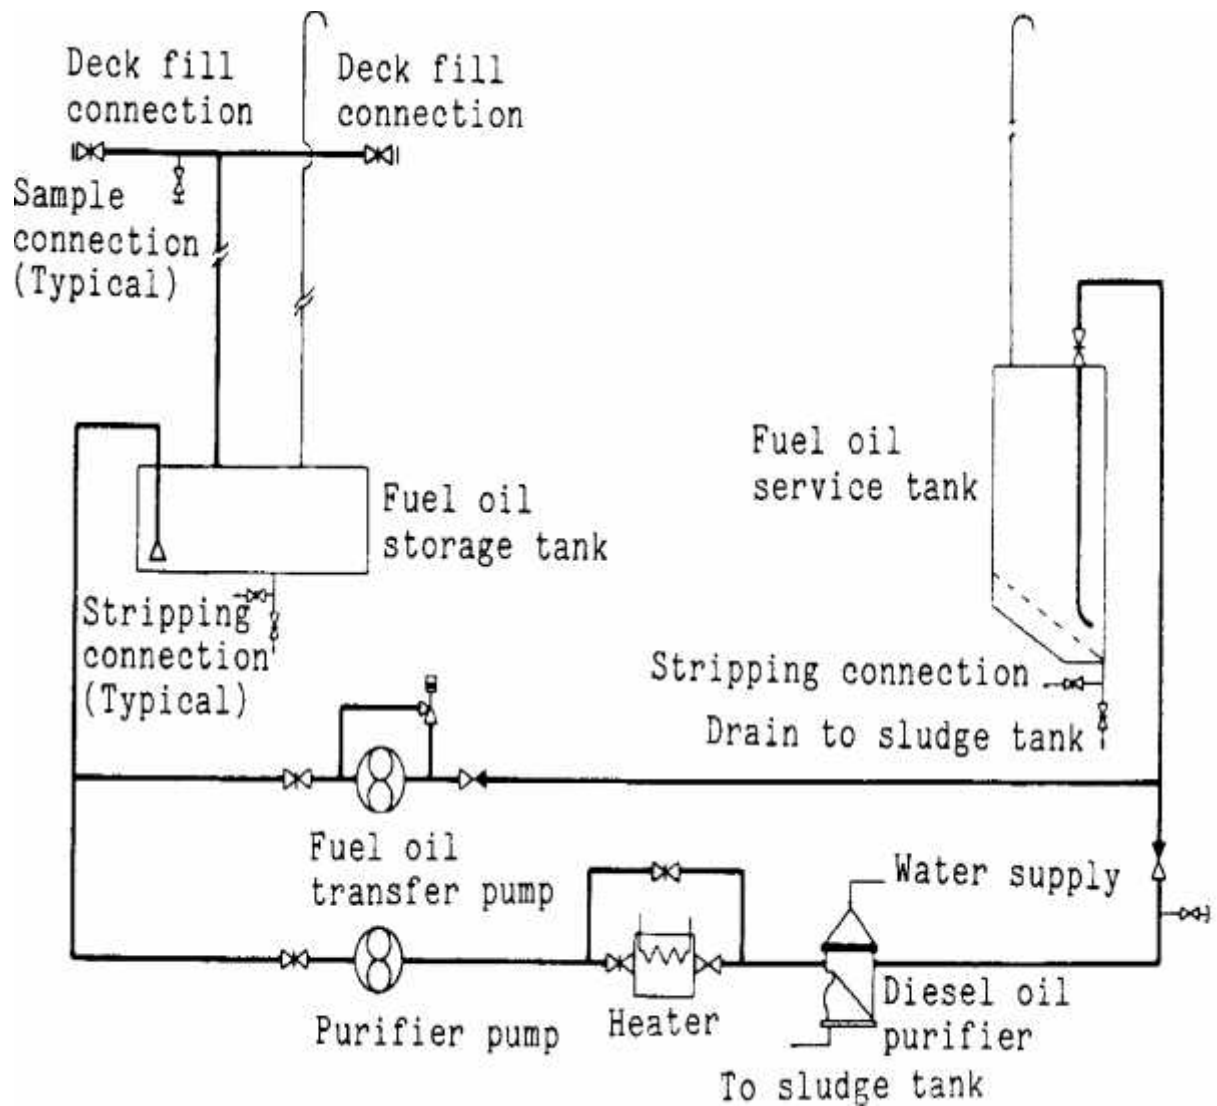 Deck fill
connection
Deck fill
connection
Sample
connection
(Typical)
Fuel oil
storage tank
Fuel oil
service tank
Stripping
connection
(Typical)
Stripping connection
Drain to sludge tank
Fuel oil
transfer pump
Water supply
Purifier pump
Heater
Diesel oil
purifier
To sludge tank